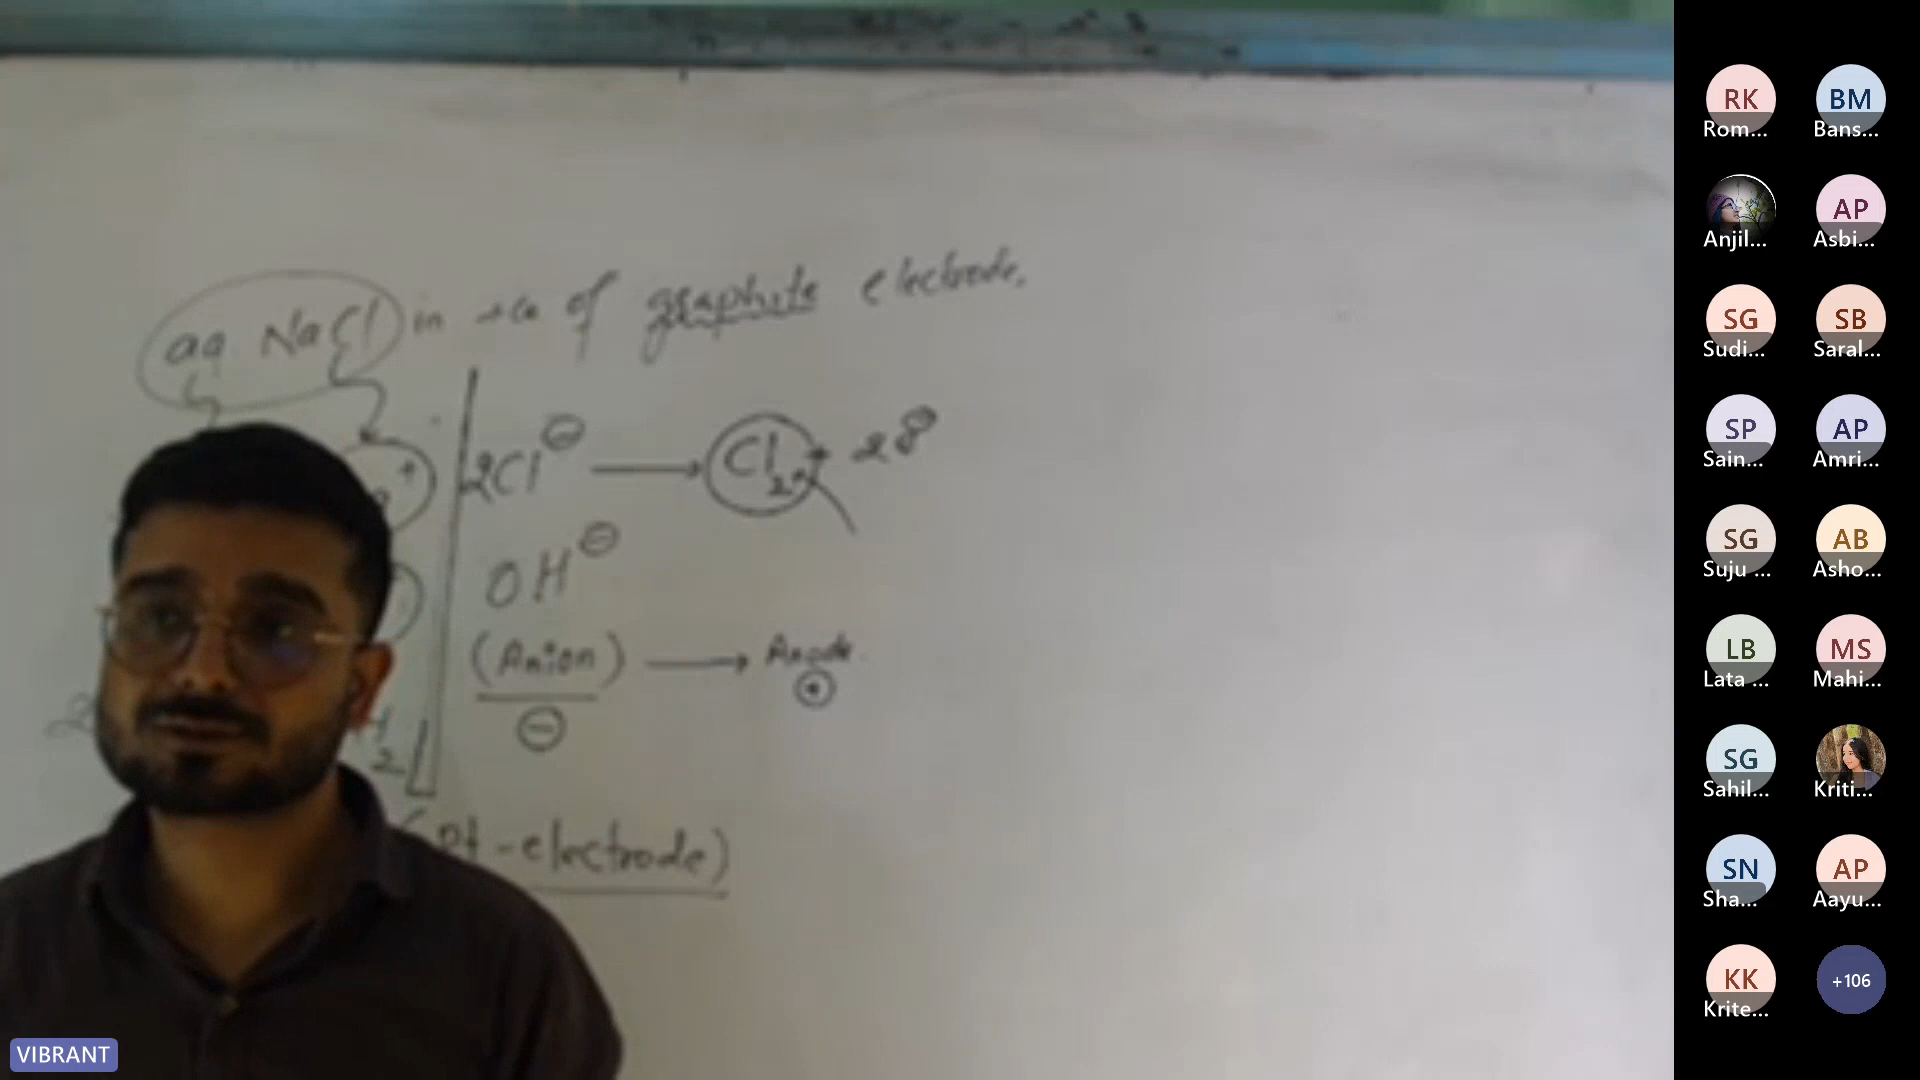 aq. NaCl in +ce of graphite electrode.
2Cl⊖ → Cl₂ + 2e⊖
OH⊖
(Anion) → Anode
⊖ ⊕
2
-electrode)
VIBRANT
RK BM
Rom... Bans...
AP
Anjil... Asbi...
SG SB
Sudi... Saral...
SP AP
Sain... Amri...
SG AB
Suju ... Asho...
LB MS
Lata ... Mahi...
SG
Sahil... Kriti...
SN AP
Sha... Aayu...
KK +106
Krite...